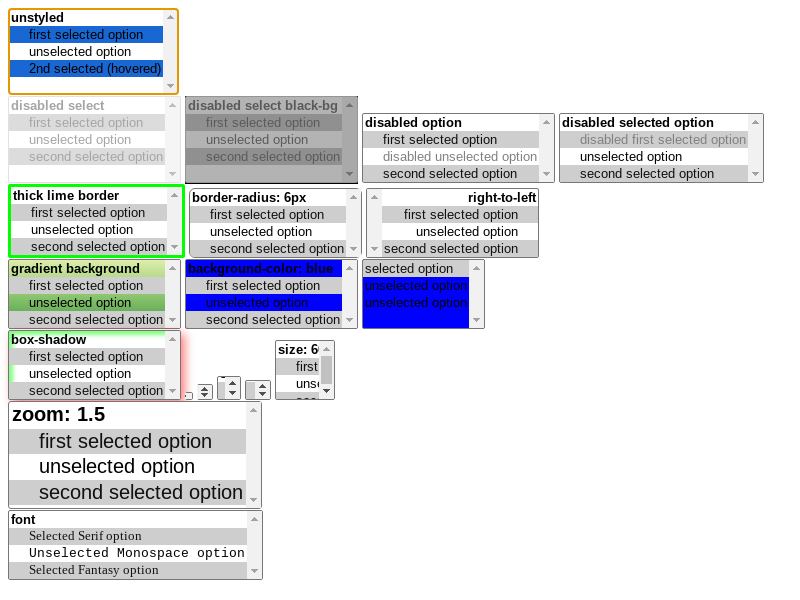 unstyled
first selected option
unselected option
2nd selected (hovered)
disabled select
first selected option
unselected option
second selected option
disabled select black-bg
first selected option
unselected option
second selected option
disabled option
first selected option
disabled unselected option
second selected option
disabled selected option
disabled first selected option
unselected option
second selected option
thick lime border
first selected option
unselected option
second selected option
border-radius: 6px
first selected option
unselected option
second selected option
right-to-left
first selected option
unselected option
second selected option
gradient background
first selected option
unselected option
second selected option
background-color: blue
first selected option
unselected option
second selected option
selected option
unselected option
unselected option
box-shadow
first selected option
unselected option
second selected option
size: 6
first
unse
zoom: 1.5
first selected option
unselected option
second selected option
font
Selected Serif option
Unselected Monospace option
Selected Fantasy option